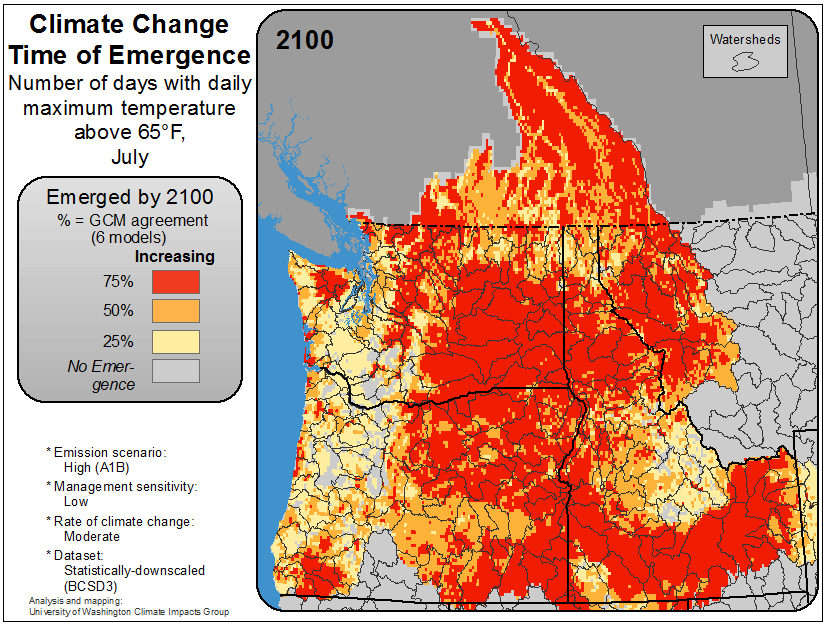 Climate Change
Time of Emergence
Number of days with daily
maximum temperature
above 65°F,
July
Emerged by 2100
% = GCM agreement
(6 models)
Increasing
75%
50%
25%
No Emer-
gence
* Emission scenario:
High (A1B)
* Management sensitivity:
Low
* Rate of climate change:
Moderate
* Dataset:
Statistically-downscaled
(BCSD3)
Analysis and mapping:
University of Washington Climate Impacts Group
2100
Watersheds